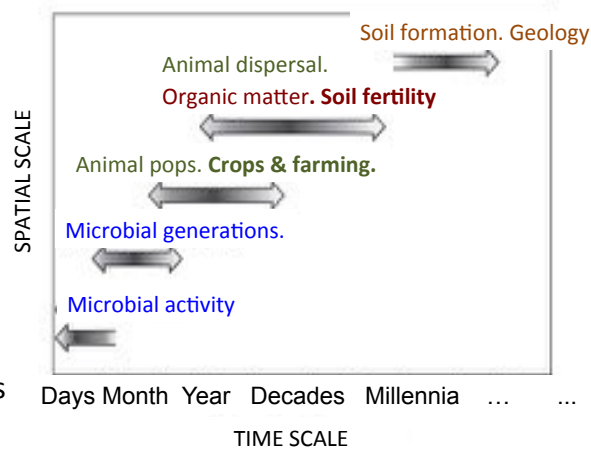 Soil formation. Geology
Animal dispersal.
Organic matter. Soil fertility
Animal pops. Crops & farming.
Microbial generations.
Microbial activity
SPATIAL SCALE
s Days Month Year Decades Millennia … ...
TIME SCALE